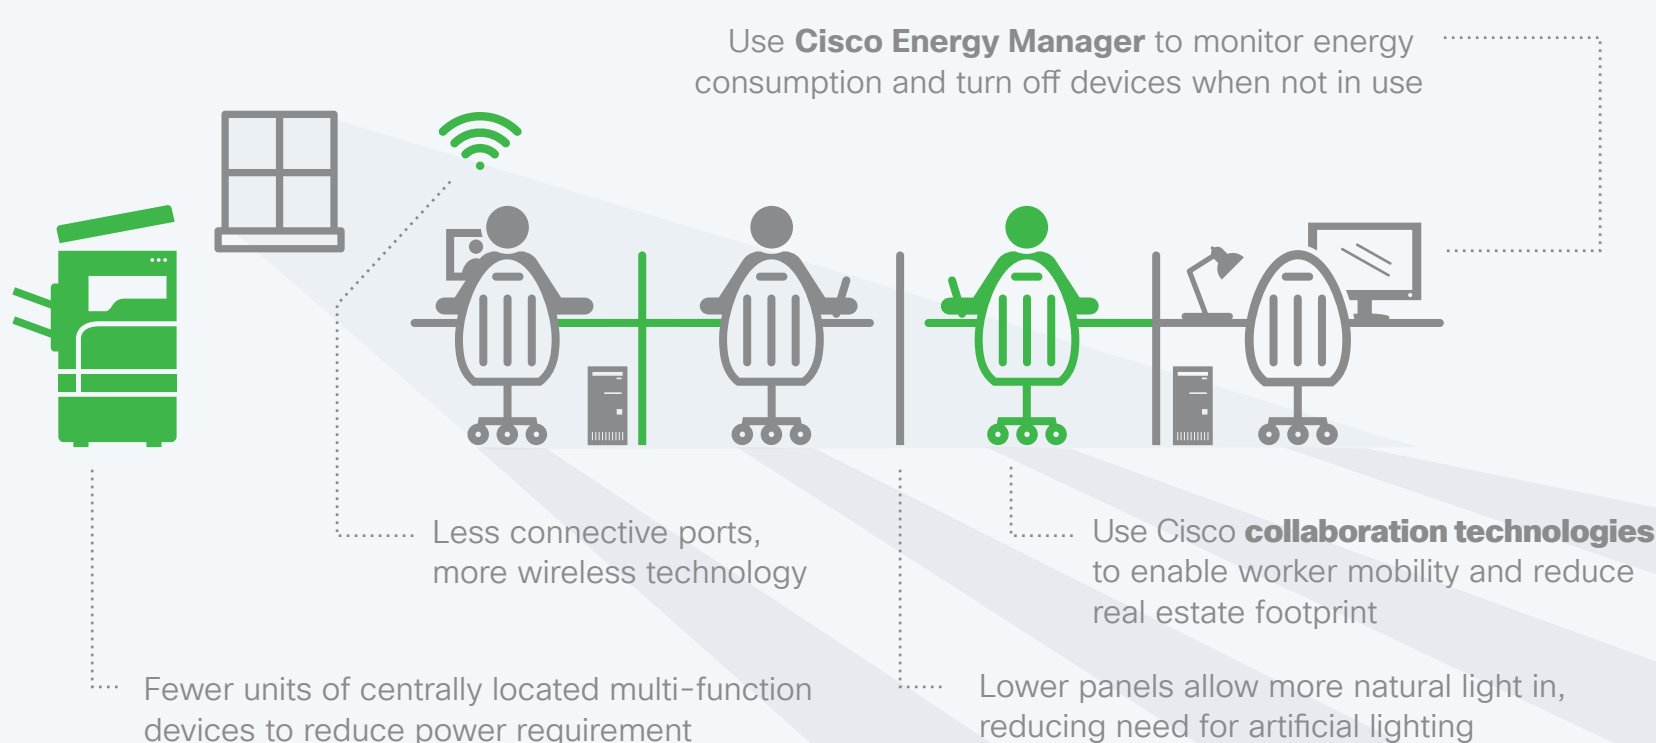 Use Cisco Energy Manager to monitor energy
consumption and turn off devices when not in use
Less connective ports,
more wireless technology
Use Cisco collaboration technologies
to enable worker mobility and reduce
real estate footprint
Fewer units of centrally located multi-function
devices to reduce power requirement
Lower panels allow more natural light in,
reducing need for artificial lighting